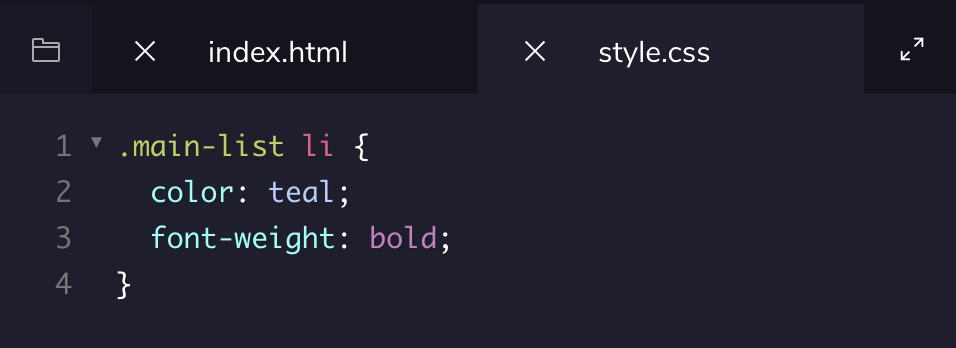 index.html style.css
1 .main-list li {
2   color: teal;
3   font-weight: bold;
4 }